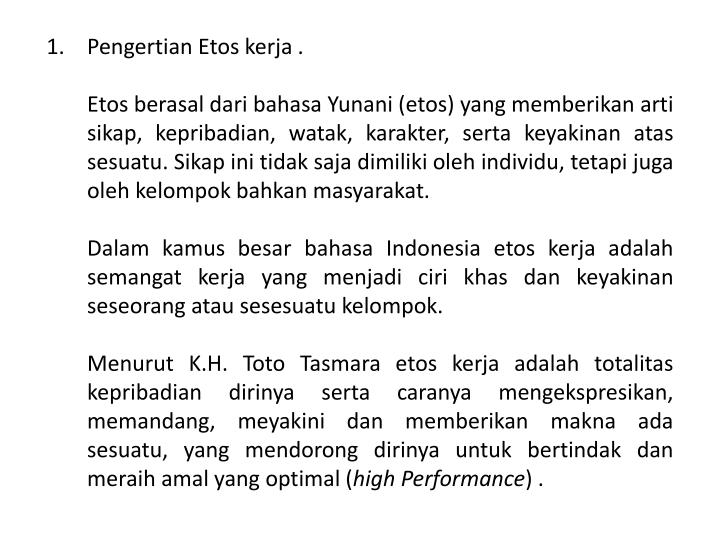 1. Pengertian Etos kerja .
Etos berasal dari bahasa Yunani (etos) yang memberikan arti
sikap, kepribadian, watak, karakter, serta keyakinan atas
sesuatu. Sikap ini tidak saja dimiliki oleh individu, tetapi juga
oleh kelompok bahkan masyarakat.
Dalam kamus besar bahasa Indonesia etos kerja adalah
semangat kerja yang menjadi ciri khas dan keyakinan
seseorang atau sesesuatu kelompok.
Menurut K.H. Toto Tasmara etos kerja adalah totalitas
kepribadian dirinya serta caranya mengekspresikan,
memandang, meyakini dan memberikan makna ada
sesuatu, yang mendorong dirinya untuk bertindak dan
meraih amal yang optimal (high Performance) .